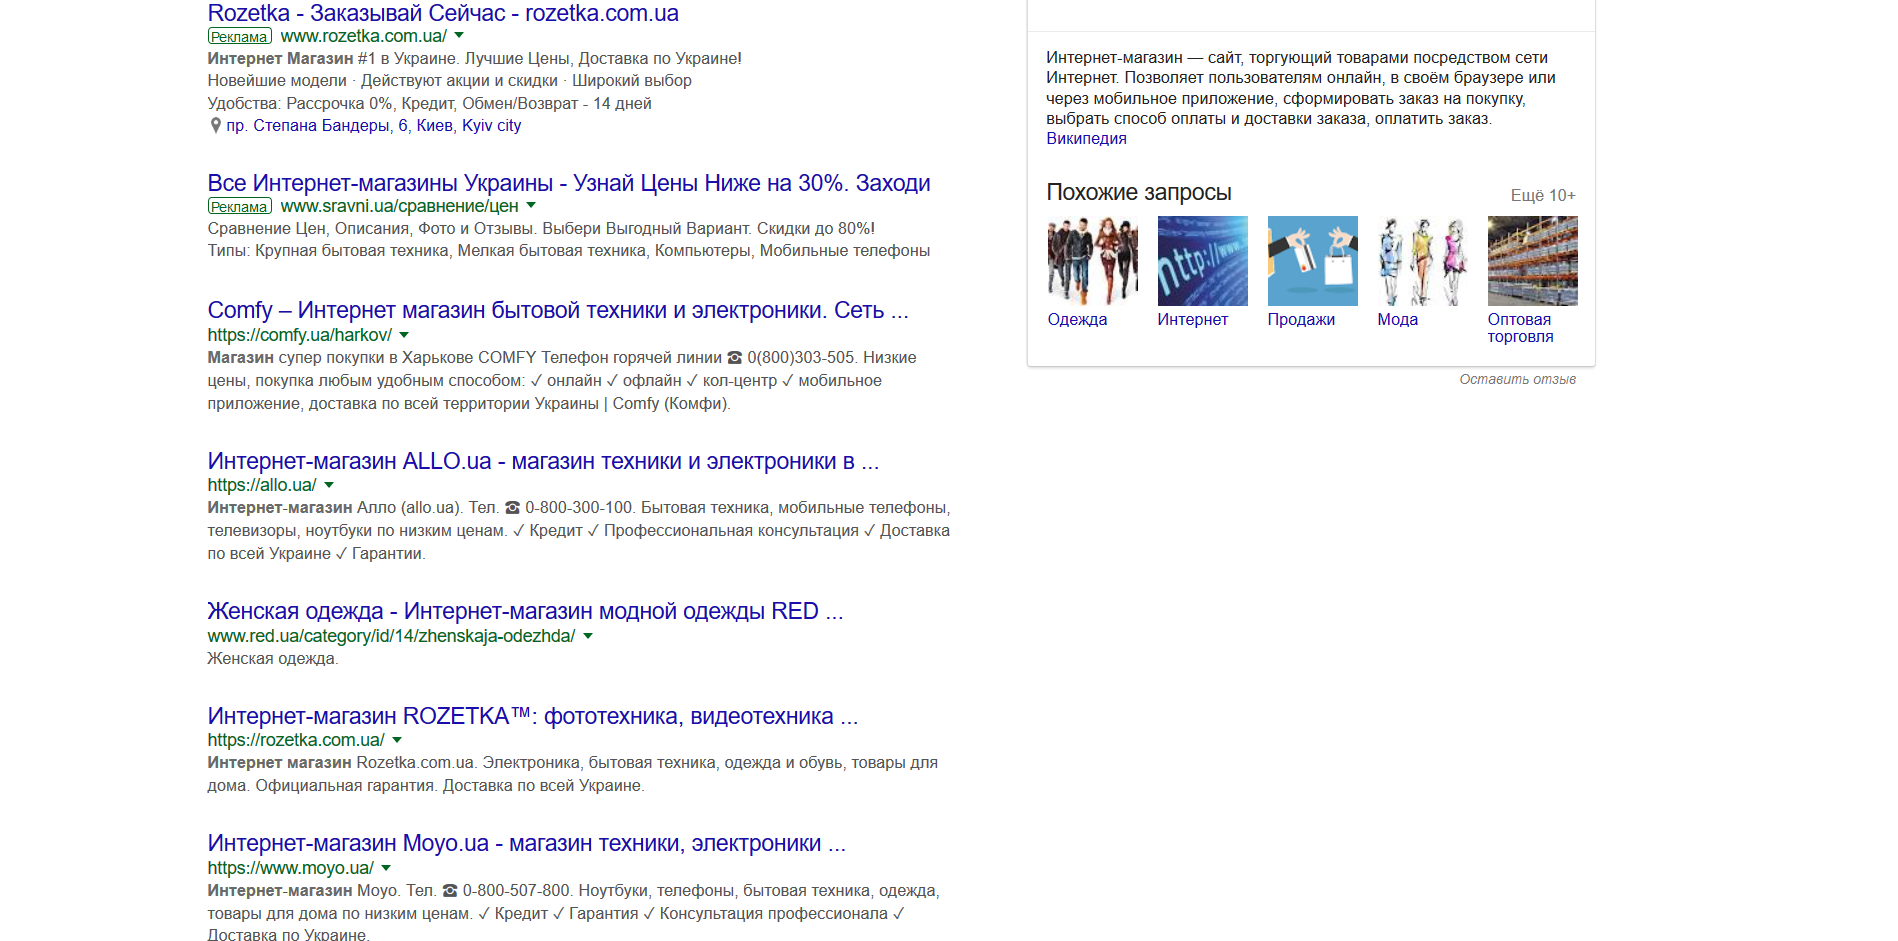 Rozetka - Заказывай Сейчас - rozetka.com.ua
Реклама www.rozetka.com.ua/
Интернет Магазин #1 в Украине. Лучшие Цены, Доставка по Украине!
Новейшие модели · Действуют акции и скидки · Широкий выбор
Удобства: Рассрочка 0%, Кредит, Обмен/Возврат - 14 дней
пр. Степана Бандеры, 6, Киев, Kyiv city
Все Интернет-магазины Украины - Узнай Цены Ниже на 30%. Заходи
Реклама www.sravni.ua/сравнение/цен
Сравнение Цен, Описания, Фото и Отзывы. Выбери Выгодный Вариант. Скидки до 80%!
Типы: Крупная бытовая техника, Мелкая бытовая техника, Компьютеры, Мобильные телефоны
Comfy – Интернет магазин бытовой техники и электроники. Сеть ...
https://comfy.ua/harkov/
Магазин супер покупки в Харькове COMFY Телефон горячей линии ☎ 0(800)303-505. Низкие
цены, покупка любым удобным способом: ✓ онлайн ✓ офлайн ✓ кол-центр ✓ мобильное
приложение, доставка по всей территории Украины | Comfy (Комфи).
Интернет-магазин ALLO.ua - магазин техники и электроники в ...
https://allo.ua/
Интернет-магазин Алло (allo.ua). Тел. ☎ 0-800-300-100. Бытовая техника, мобильные телефоны,
телевизоры, ноутбуки по низким ценам. ✓ Кредит ✓ Профессиональная консультация ✓ Доставка
по всей Украине ✓ Гарантии.
Женская одежда - Интернет-магазин модной одежды RED ...
www.red.ua/category/id/14/zhenskaja-odezhda/
Женская одежда.
Интернет-магазин ROZETKA™: фототехника, видеотехника ...
https://rozetka.com.ua/
Интернет магазин Rozetka.com.ua. Электроника, бытовая техника, одежда и обувь, товары для
дома. Официальная гарантия. Доставка по всей Украине.
Интернет-магазин Moyo.ua - магазин техники, электроники ...
https://www.moyo.ua/
Интернет-магазин Moyo. Тел. ☎ 0-800-507-800. Ноутбуки, телефоны, бытовая техника, одежда,
товары для дома по низким ценам. ✓ Кредит ✓ Гарантия ✓ Консультация профессионала ✓
Доставка по Украине.
Интернет-магазин — сайт, торгующий товарами посредством сети
Интернет. Позволяет пользователям онлайн, в своём браузере или
через мобильное приложение, сформировать заказ на покупку,
выбрать способ оплаты и доставки заказа, оплатить заказ.
Википедия
Похожие запросы
Ещё 10+
http://www.
Одежда
Интернет
Продажи
Мода
Оптовая
торговля
Оставить отзыв